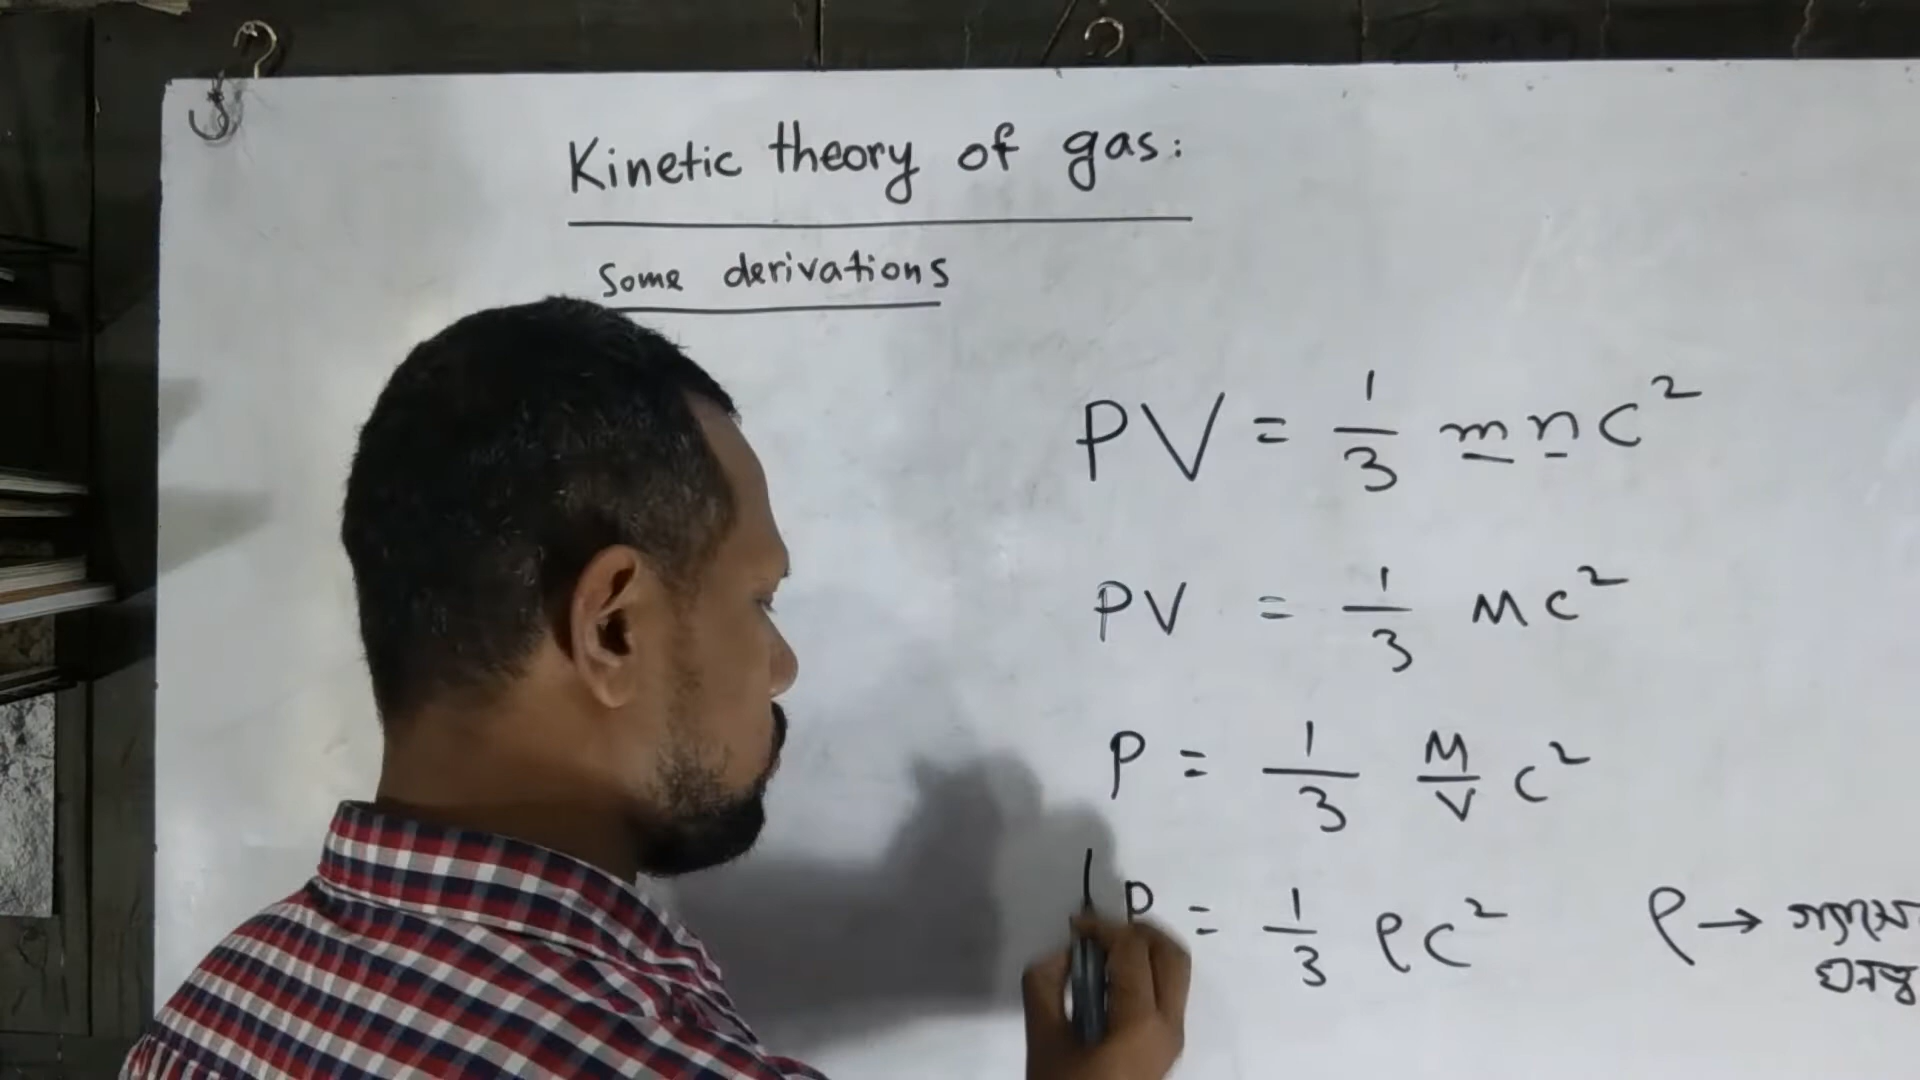 Kinetic theory of gas:
Some derivations
PV = 1/3 mnc²
PV = 1/3 Mc²
P = 1/3 M/V c²
P = 1/3 ρc² ρ →